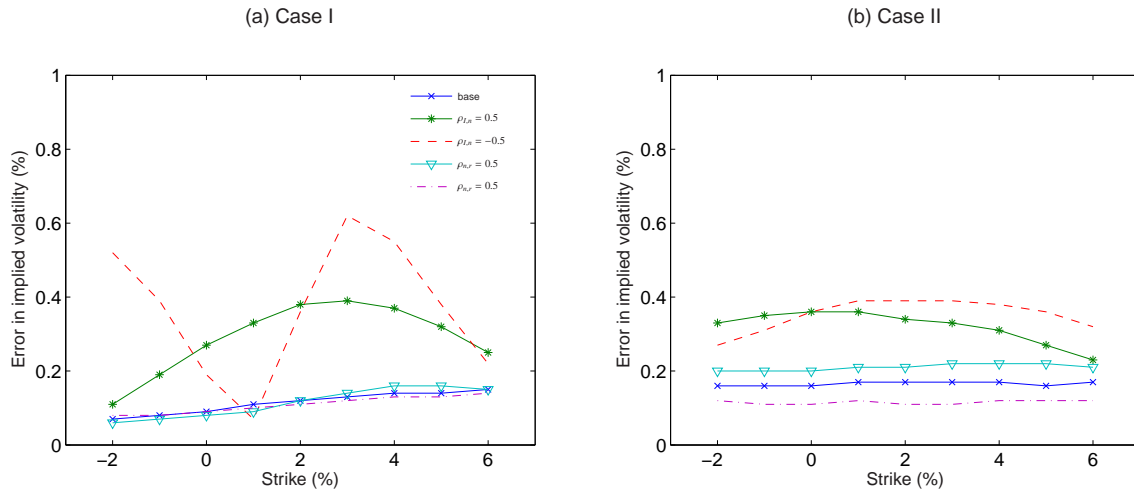 (a) Case I
1
0.8
0.6
0.4
0.2
0
−2 0 2 4 6
Strike (%)
Error in implied volatility (%)
base
ρI,n = 0.5
ρI,n = −0.5
ρn,r = 0.5
ρn,r = 0.5
(b) Case II
1
0.8
0.6
0.4
0.2
0
−2 0 2 4 6
Strike (%)
Error in implied volatility (%)